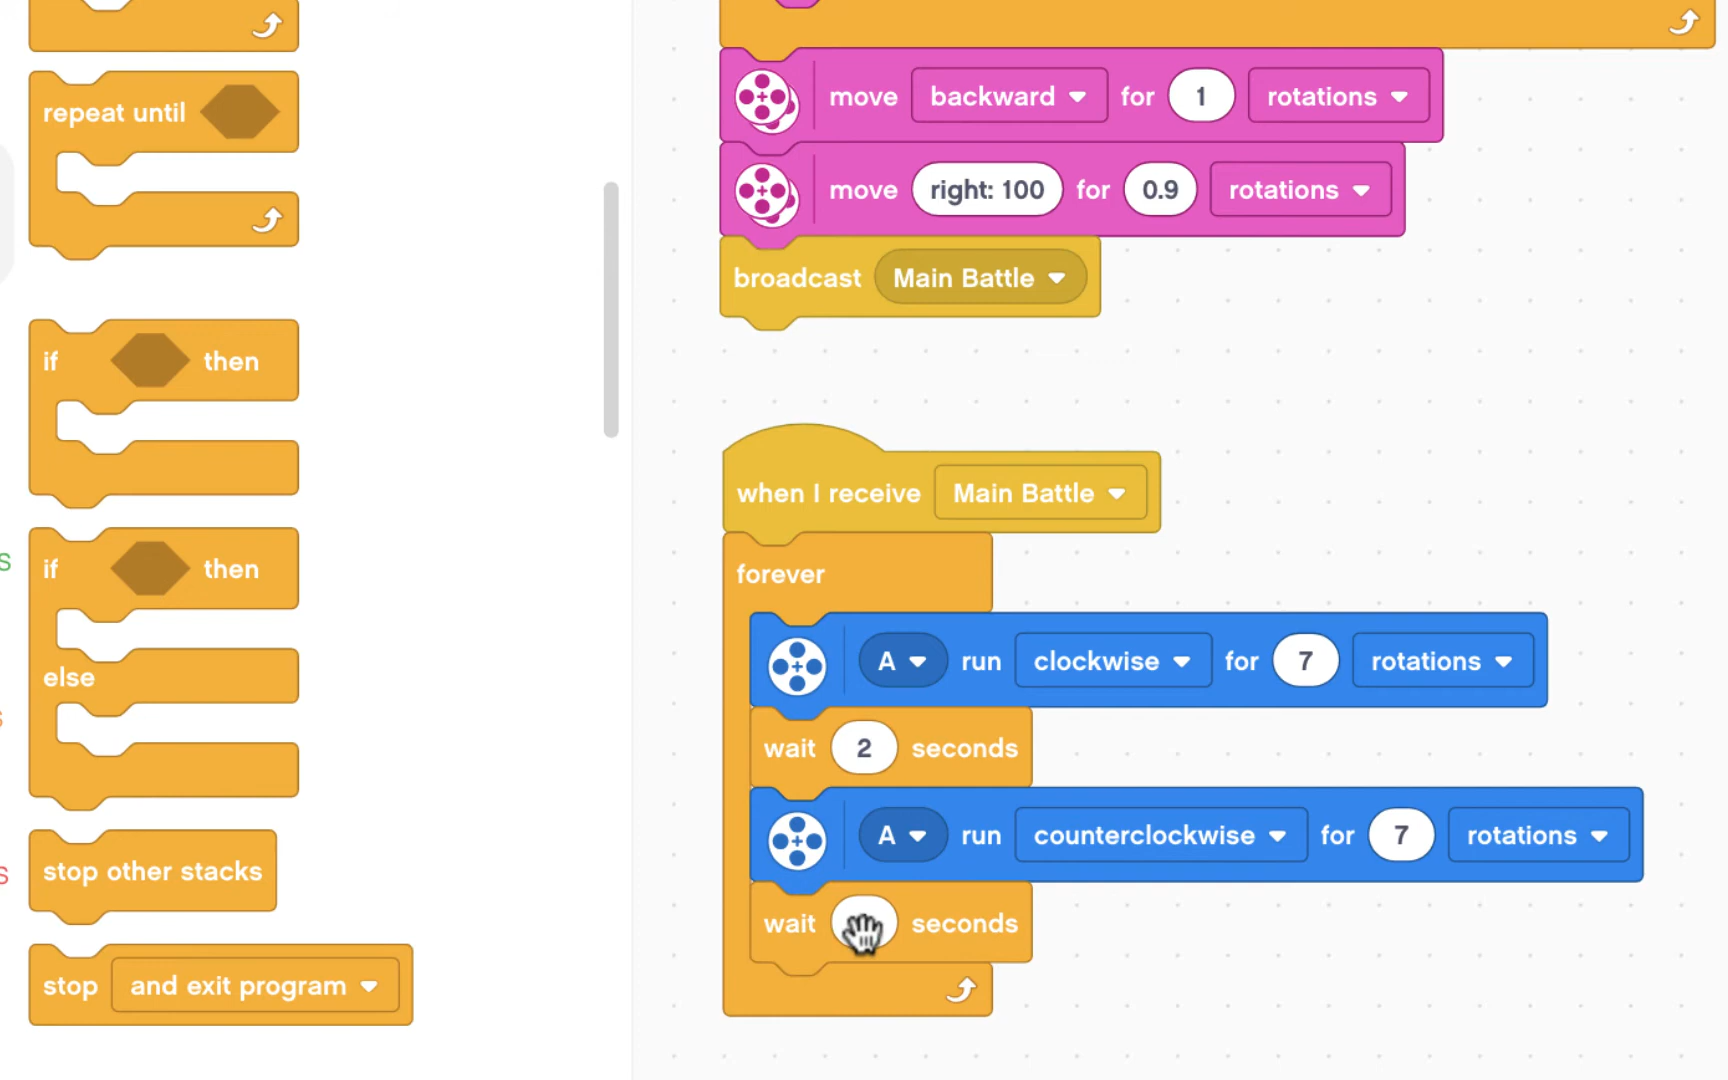 repeat until
if then
if then
else
stop other stacks
stop and exit program
move backward for 1 rotations
move right: 100 for 0.9 rotations
broadcast Main Battle
when I receive Main Battle
forever
A run clockwise for 7 rotations
wait 2 seconds
A run counterclockwise for 7 rotations
wait seconds